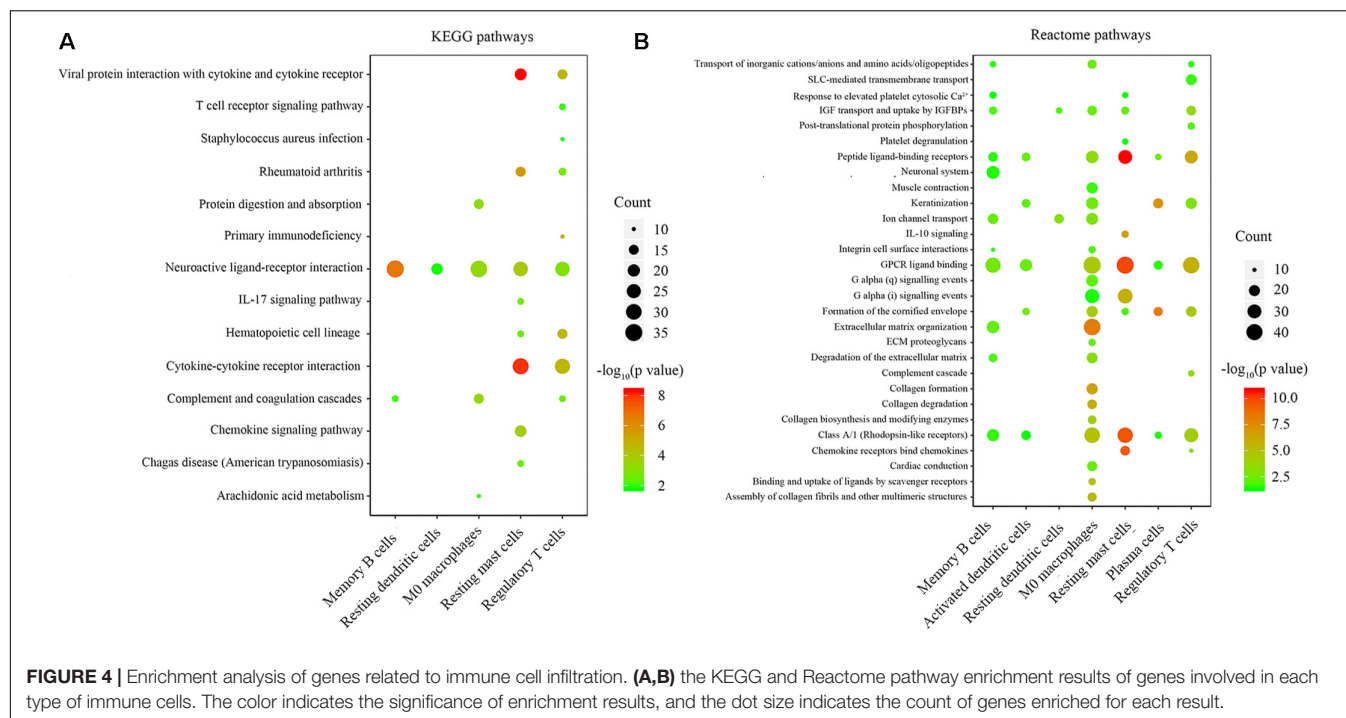 A
KEGG pathways
Viral protein interaction with cytokine and cytokine receptor
T cell receptor signaling pathway
Staphylococcus aureus infection
Rheumatoid arthritis
Protein digestion and absorption
Primary immunodeficiency
Neuroactive ligand-receptor interaction
IL-17 signaling pathway
Hematopoietic cell lineage
Cytokine-cytokine receptor interaction
Complement and coagulation cascades
Chemokine signaling pathway
Chagas disease (American trypanosomiasis)
Arachidonic acid metabolism
Memory B cells
Resting dendritic cells
M0 macrophages
Resting mast cells
Regulatory T cells
Count
10
15
20
25
30
35
-log10(p value)
8
6
4
2
B
Reactome pathways
Transport of inorganic cations/anions and amino acids/oligopeptides
SLC-mediated transmembrane transport
Response to elevated platelet cytosolic Ca²⁺
IGF transport and uptake by IGFBPs
Post-translational protein phosphorylation
Platelet degranulation
Peptide ligand-binding receptors
Neuronal system
Muscle contraction
Keratinization
Ion channel transport
IL-10 signaling
Integrin cell surface interactions
GPCR ligand binding
G alpha (q) signalling events
G alpha (i) signalling events
Formation of the cornified envelope
Extracellular matrix organization
ECM proteoglycans
Degradation of the extracellular matrix
Complement cascade
Collagen formation
Collagen degradation
Collagen biosynthesis and modifying enzymes
Class A/1 (Rhodopsin-like receptors)
Chemokine receptors bind chemokines
Cardiac conduction
Binding and uptake of ligands by scavenger receptors
Assembly of collagen fibrils and other multimeric structures
Memory B cells
Activated dendritic cells
Resting dendritic cells
M0 macrophages
Resting mast cells
Plasma cells
Regulatory T cells
Count
10
20
30
40
-log10(p value)
10.0
7.5
5.0
2.5
FIGURE 4 | Enrichment analysis of genes related to immune cell infiltration. (A,B) the KEGG and Reactome pathway enrichment results of genes involved in each
type of immune cells. The color indicates the significance of enrichment results, and the dot size indicates the count of genes enriched for each result.